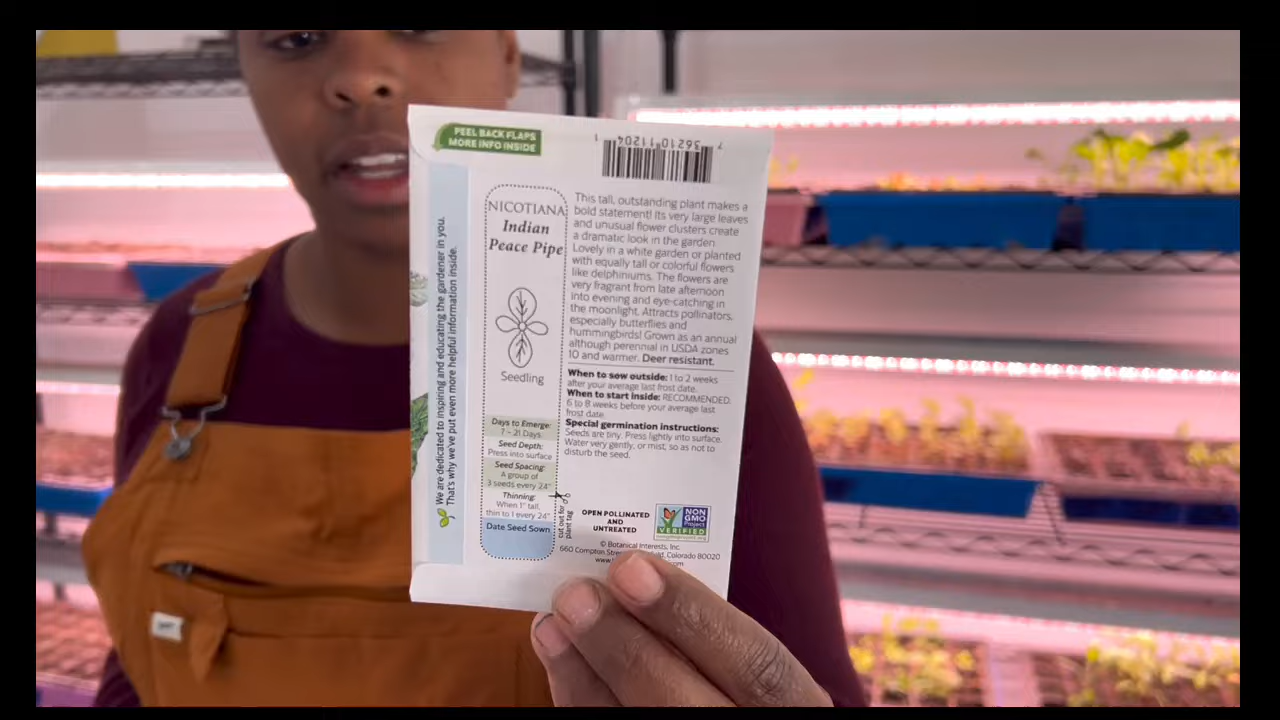 PEEL BACK FLAPS
MORE INFO INSIDE
7 36210 11204 1
We are dedicated to inspiring and educating the gardener in you.
That's why we've put even more helpful information inside.
NICOTIANA
Indian
Peace Pipe
Seedling
Days to Emerge:
7 – 21 Days
Seed Depth:
Press into surface
Seed Spacing:
A group of
3 seeds every 24"
Thinning:
When 1" tall,
thin to 1 every 24"
Date Seed Sown
cut out for
plant tag
This tall, outstanding plant makes a
bold statement! Its very large leaves
and unusual flower clusters create
a dramatic look in the garden.
Lovely in a white garden or planted
with equally tall or colorful flowers
like delphiniums. The flowers are
very fragrant from late afternoon
into evening and eye-catching in
the moonlight. Attracts pollinators,
especially butterflies and
hummingbirds! Grown as an annual
although perennial in USDA zones
10 and warmer. Deer resistant.
When to sow outside: 1 to 2 weeks
after your average last frost date.
When to start inside: RECOMMENDED.
6 to 8 weeks before your average last
frost date.
Special germination instructions:
Seeds are tiny. Press lightly into surface.
Water very gently, or mist, so as not to
disturb the seed.
OPEN POLLINATED
AND
UNTREATED
NON
GMO
Project
VERIFIED
© Botanical Interests, Inc.
660 Compton Colorado 80020